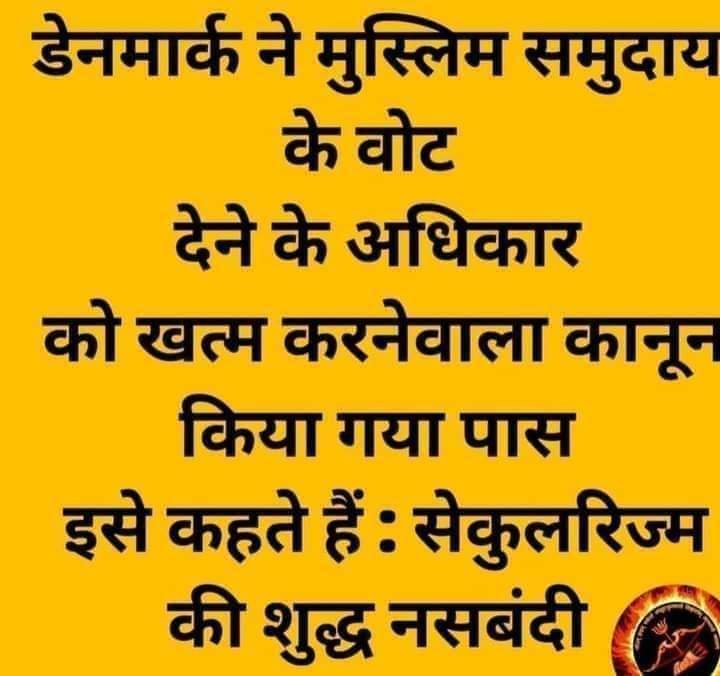 डेनमार्क ने मुस्लिम समुदाय
के वोट
देने के अधिकार
को खत्म करनेवाला कानून
किया गया पास
इसे कहते हैं : सेकुलरिज्म
की शुद्ध नसबंदी